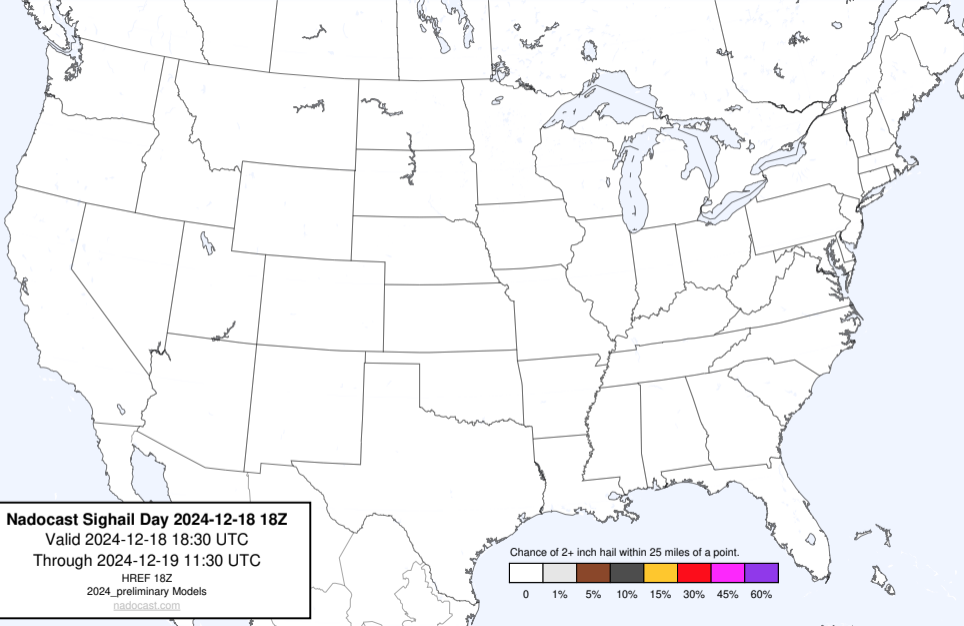 Nadocast Sighail Day 2024-12-18 18Z
Valid 2024-12-18 18:30 UTC
Through 2024-12-19 11:30 UTC
HREF 18Z
2024_preliminary Models
nadocast.com
Chance of 2+ inch hail within 25 miles of a point.
0 1% 5% 10% 15% 30% 45% 60%